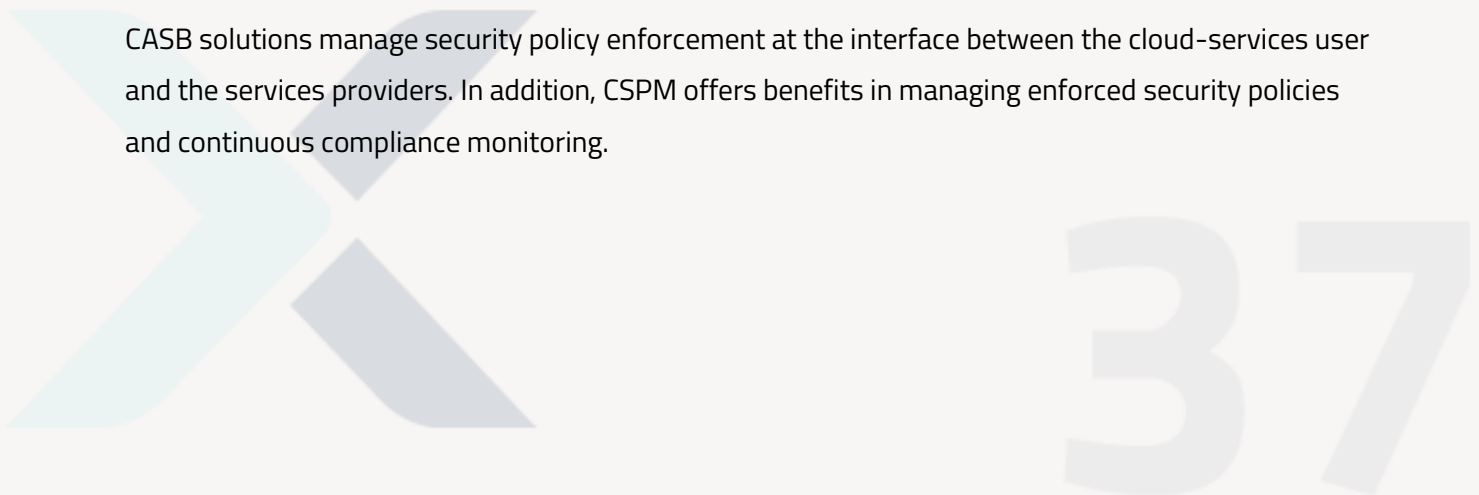 CASB solutions manage security policy enforcement at the interface between the cloud-services user
and the services providers. In addition, CSPM offers benefits in managing enforced security policies
and continuous compliance monitoring.
37